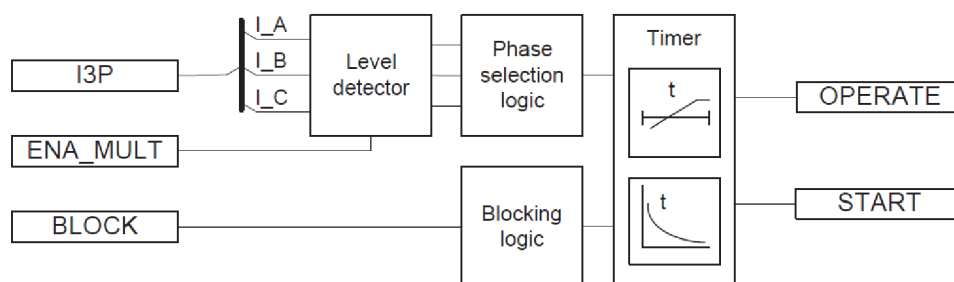 I3P
ENA_MULT
BLOCK
I_A
I_B
I_C
Level
detector
Phase
selection
logic
Blocking
logic
Timer
t
t
OPERATE
START